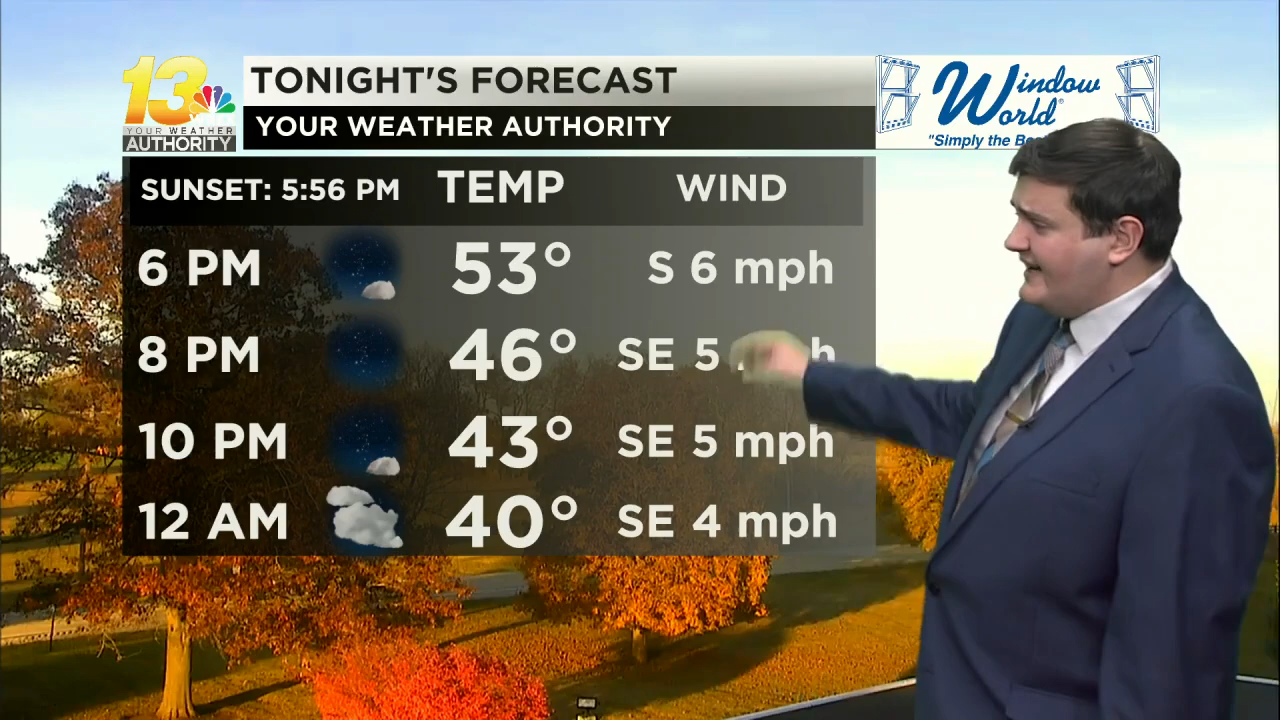 13
YOUR WEATHER
AUTHORITY
TONIGHT'S FORECAST
YOUR WEATHER AUTHORITY
Window
World®
"Simply the
SUNSET: 5:56 PM TEMP WIND
6 PM 53° S 6 mph
8 PM 46° SE 5
10 PM 43° SE 5 mph
12 AM 40° SE 4 mph